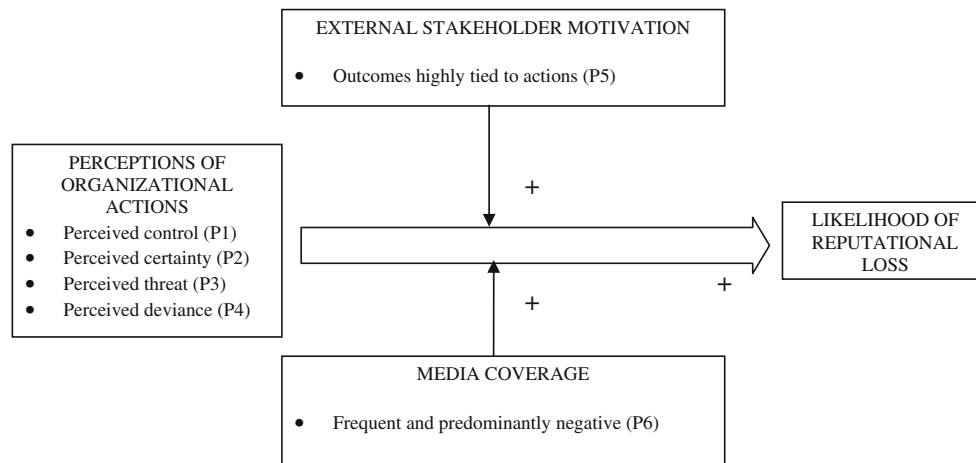 EXTERNAL STAKEHOLDER MOTIVATION
• Outcomes highly tied to actions (P5)
PERCEPTIONS OF
ORGANIZATIONAL
ACTIONS
• Perceived control (P1)
• Perceived certainty (P2)
• Perceived threat (P3)
• Perceived deviance (P4)
+
LIKELIHOOD OF
REPUTATIONAL
LOSS
+
+
MEDIA COVERAGE
• Frequent and predominantly negative (P6)